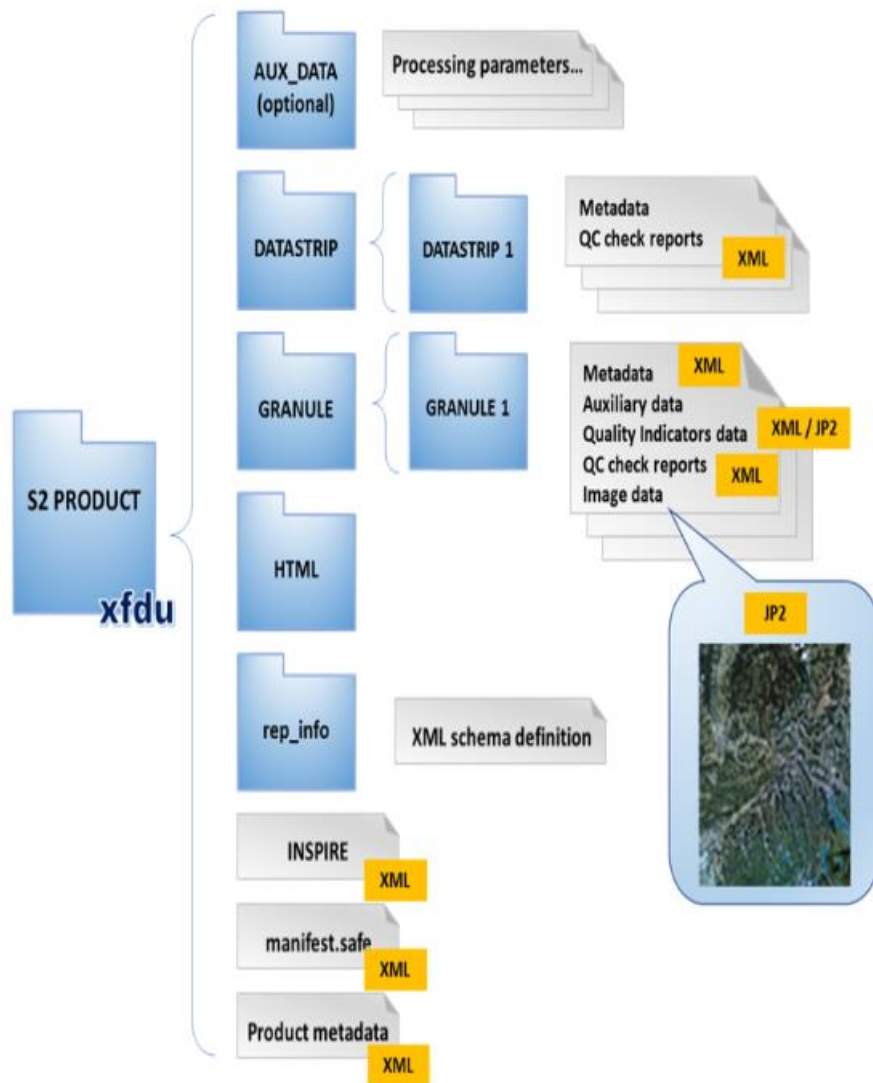 AUX_DATA
(optional)
Processing parameters...
DATASTRIP
DATASTRIP 1
Metadata
QC check reports
XML
GRANULE
GRANULE 1
Metadata
XML
Auxiliary data
Quality Indicators data
XML / JP2
QC check reports
XML
Image data
S2 PRODUCT
xfdu
HTML
JP2
rep_info
XML schema definition
INSPIRE
XML
manifest.safe
XML
Product metadata
XML